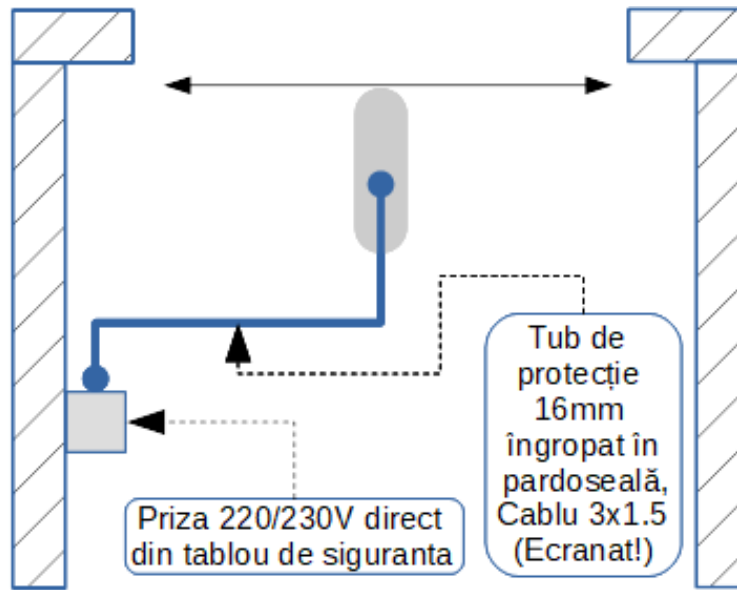 Tub de
protecție
16mm
îngropat în
pardoseală,
Cablu 3x1.5
(Ecranat!)
Priza 220/230V direct
din tablou de siguranta